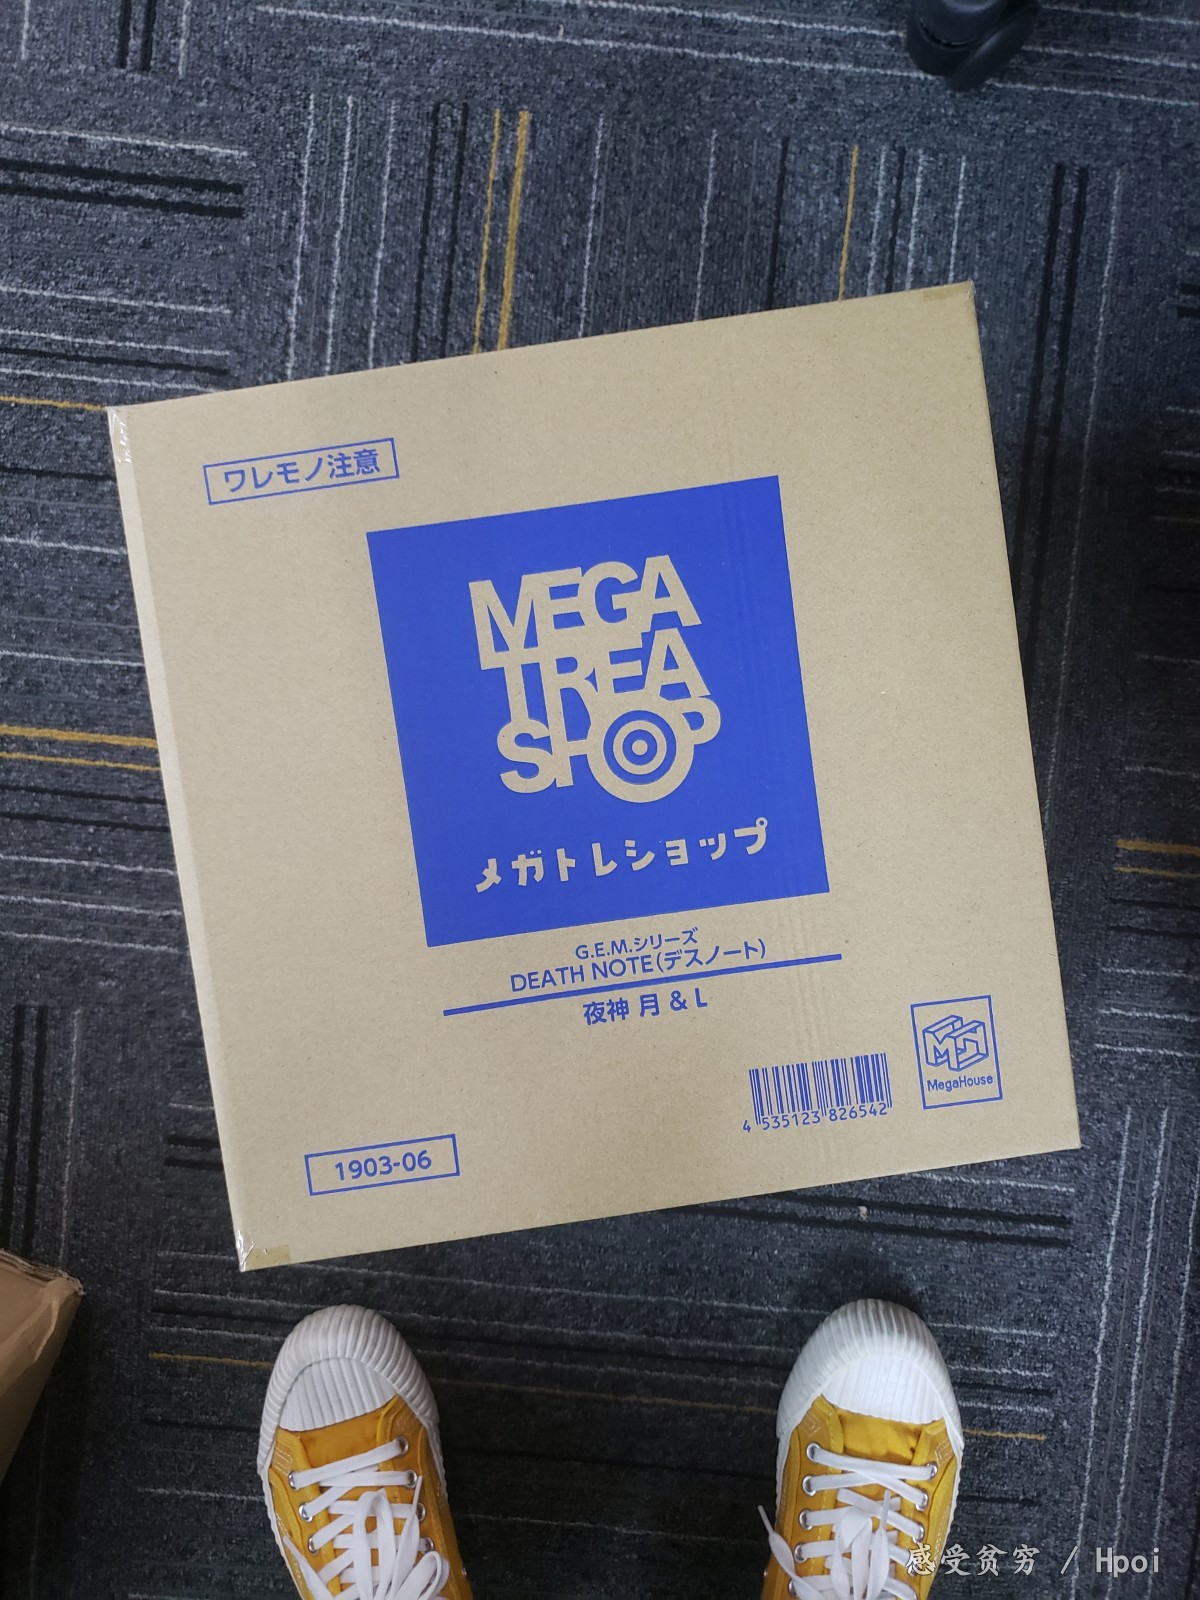 ワレモノ注意
MEGA
TREA
SHOP
メガトレショップ
G.E.M.シリーズ
DEATH NOTE(デスノート)
夜神 月 & L
MegaHouse
4 535123 826542
1903-06
感受贫穷 / Hpoi